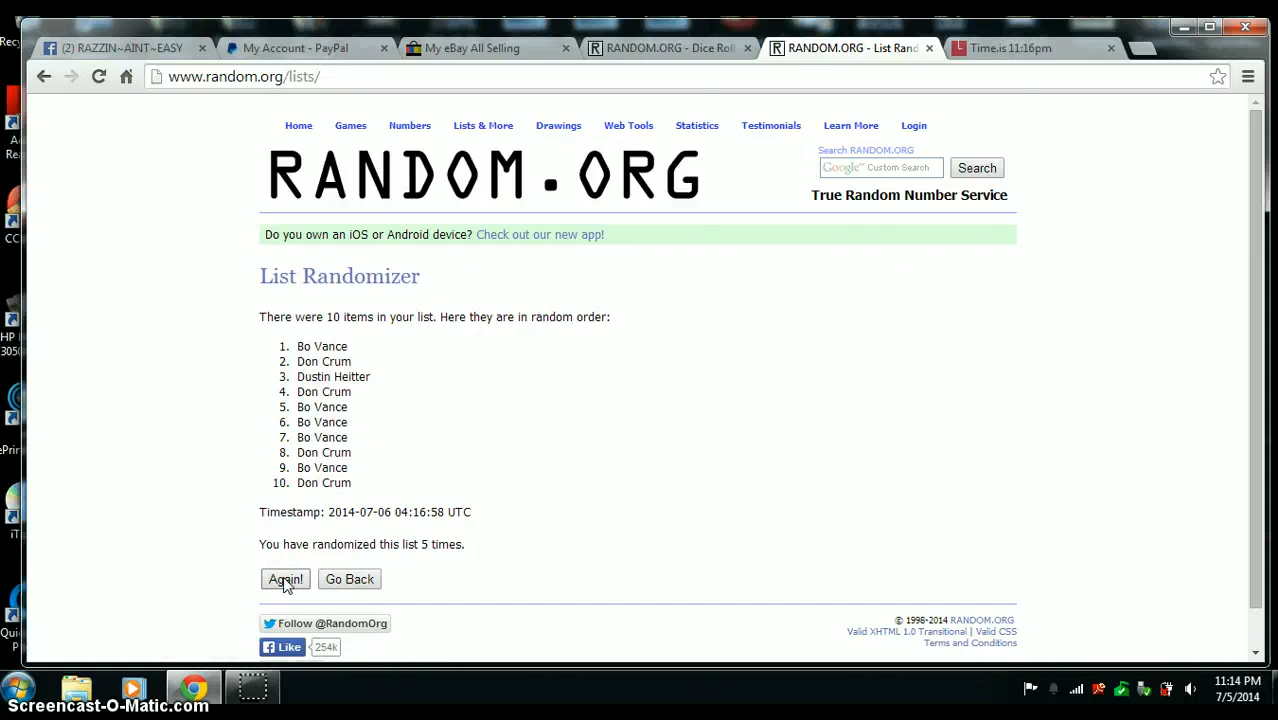 (2) RAZZIN~AINT~EASY
My Account - PayPal
My eBay All Selling
RANDOM.ORG - Dice Roll
RANDOM.ORG - List Rand
Time.is 11:16pm
www.random.org/lists/
Home Games Numbers Lists & More Drawings Web Tools Statistics Testimonials Learn More Login
RANDOM.ORG
Search RANDOM.ORG
Google™ Custom Search
Search
True Random Number Service
Do you own an iOS or Android device? Check out our new app!
List Randomizer
There were 10 items in your list. Here they are in random order:
1. Bo Vance
2. Don Crum
3. Dustin Heitter
4. Don Crum
5. Bo Vance
6. Bo Vance
7. Bo Vance
8. Don Crum
9. Bo Vance
10. Don Crum
Timestamp: 2014-07-06 04:16:58 UTC
You have randomized this list 5 times.
Again! Go Back
Follow @RandomOrg
Like 254k
© 1998-2014 RANDOM.ORG
Valid XHTML 1.0 Transitional | Valid CSS
Terms and Conditions
11:14 PM
7/5/2014
Screencast-O-Matic.com